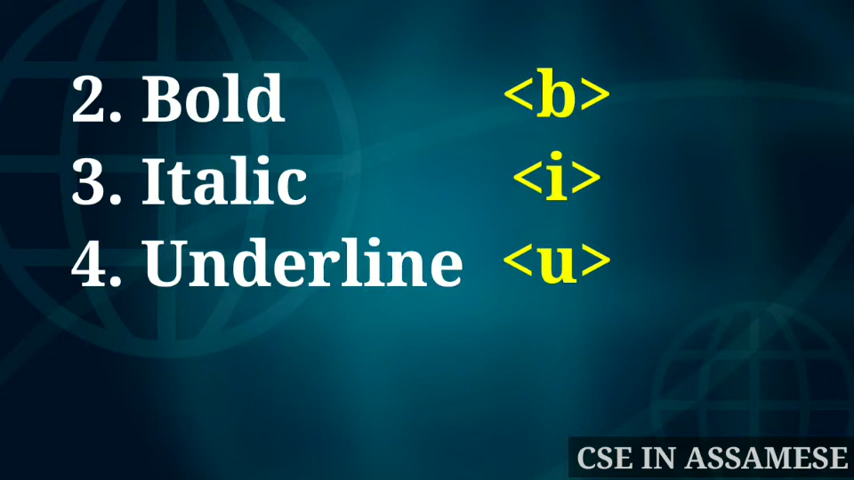 2. Bold <b>
3. Italic <i>
4. Underline <u>
CSE IN ASSAMESE